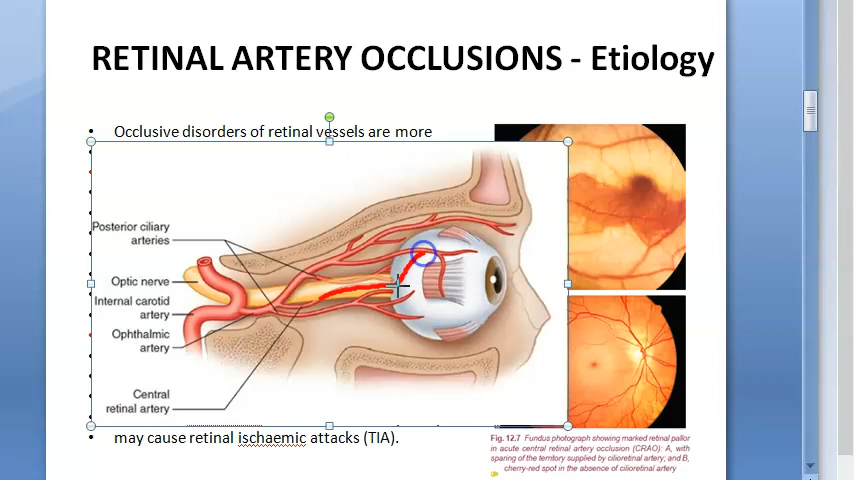 RETINAL ARTERY OCCLUSIONS - Etiology
• Occlusive disorders of retinal vessels are more
Posterior ciliary
arteries
Optic nerve
Internal carotid
artery
Ophthalmic
artery
Central
retinal artery
• may cause retinal ischaemic attacks (TIA).
Fig. 12.7 Fundus photograph showing marked retinal pallor
in acute central retinal artery occlusion (CRAO): A, with
sparing of the territory supplied by cilioretinal artery; and B,
cherry-red spot in the absence of cilioretinal artery